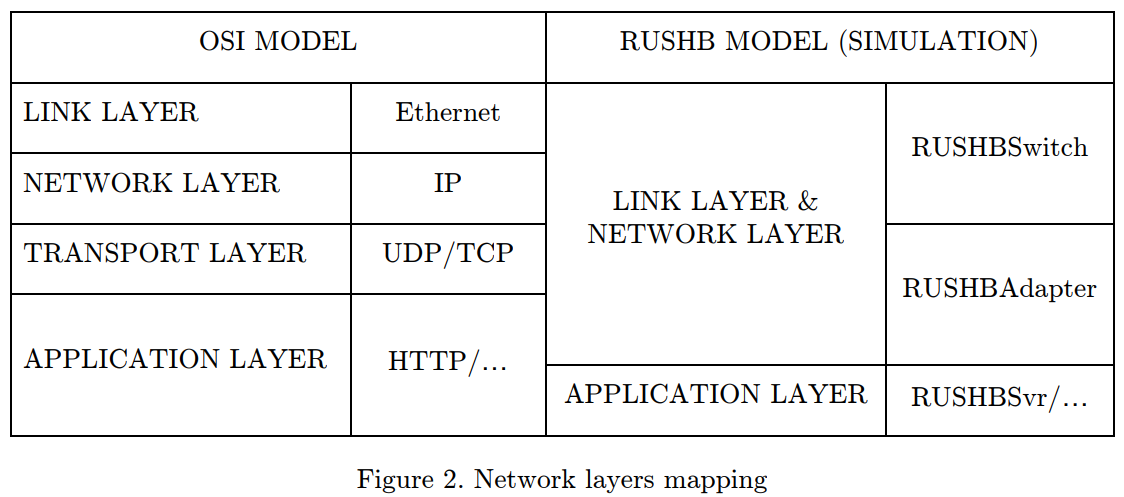 OSI MODEL
RUSHB MODEL (SIMULATION)
LINK LAYER
Ethernet
NETWORK LAYER
IP
TRANSPORT LAYER
UDP/TCP
APPLICATION LAYER
HTTP/…
LINK LAYER &
NETWORK LAYER
RUSHBSwitch
RUSHBAdapter
APPLICATION LAYER
RUSHBSvr/…
Figure 2. Network layers mapping